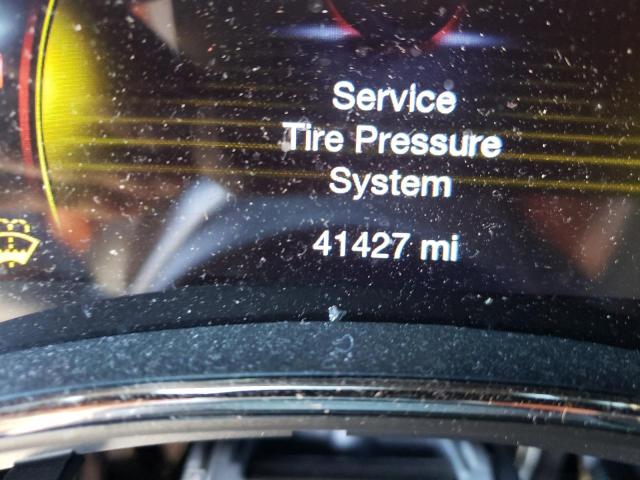 Service
Tire Pressure
System
41427 mi